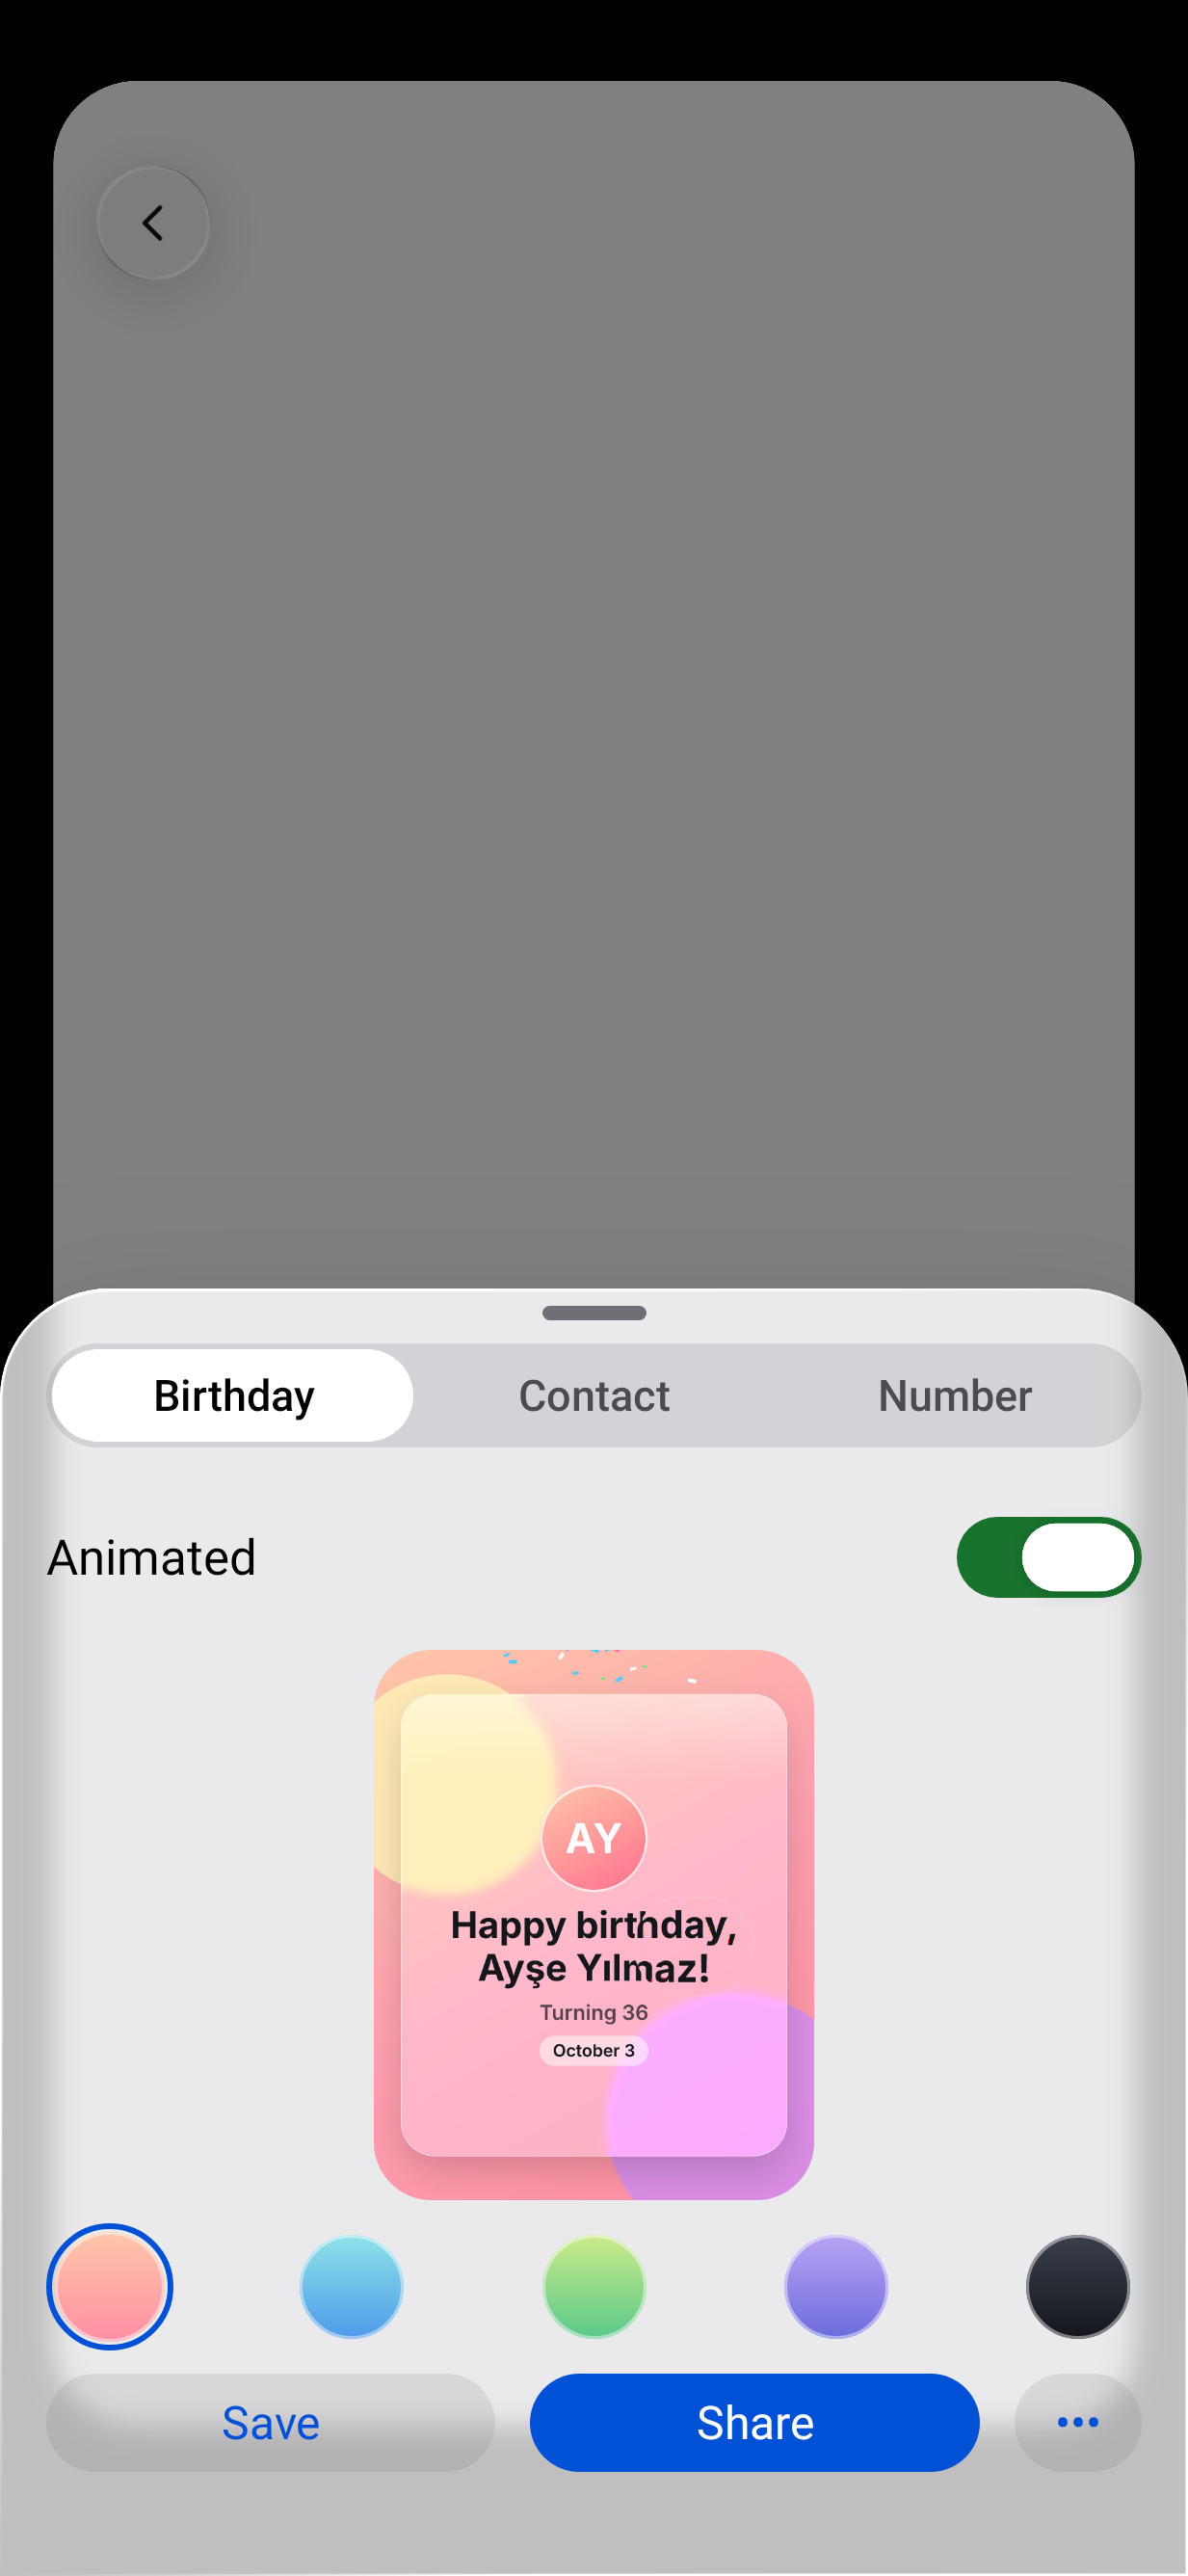 Birthday
Contact
Number
Animated
AY
Happy birthday,
Ayşe Yılmaz!
Turning 36
October 3
Save
Share